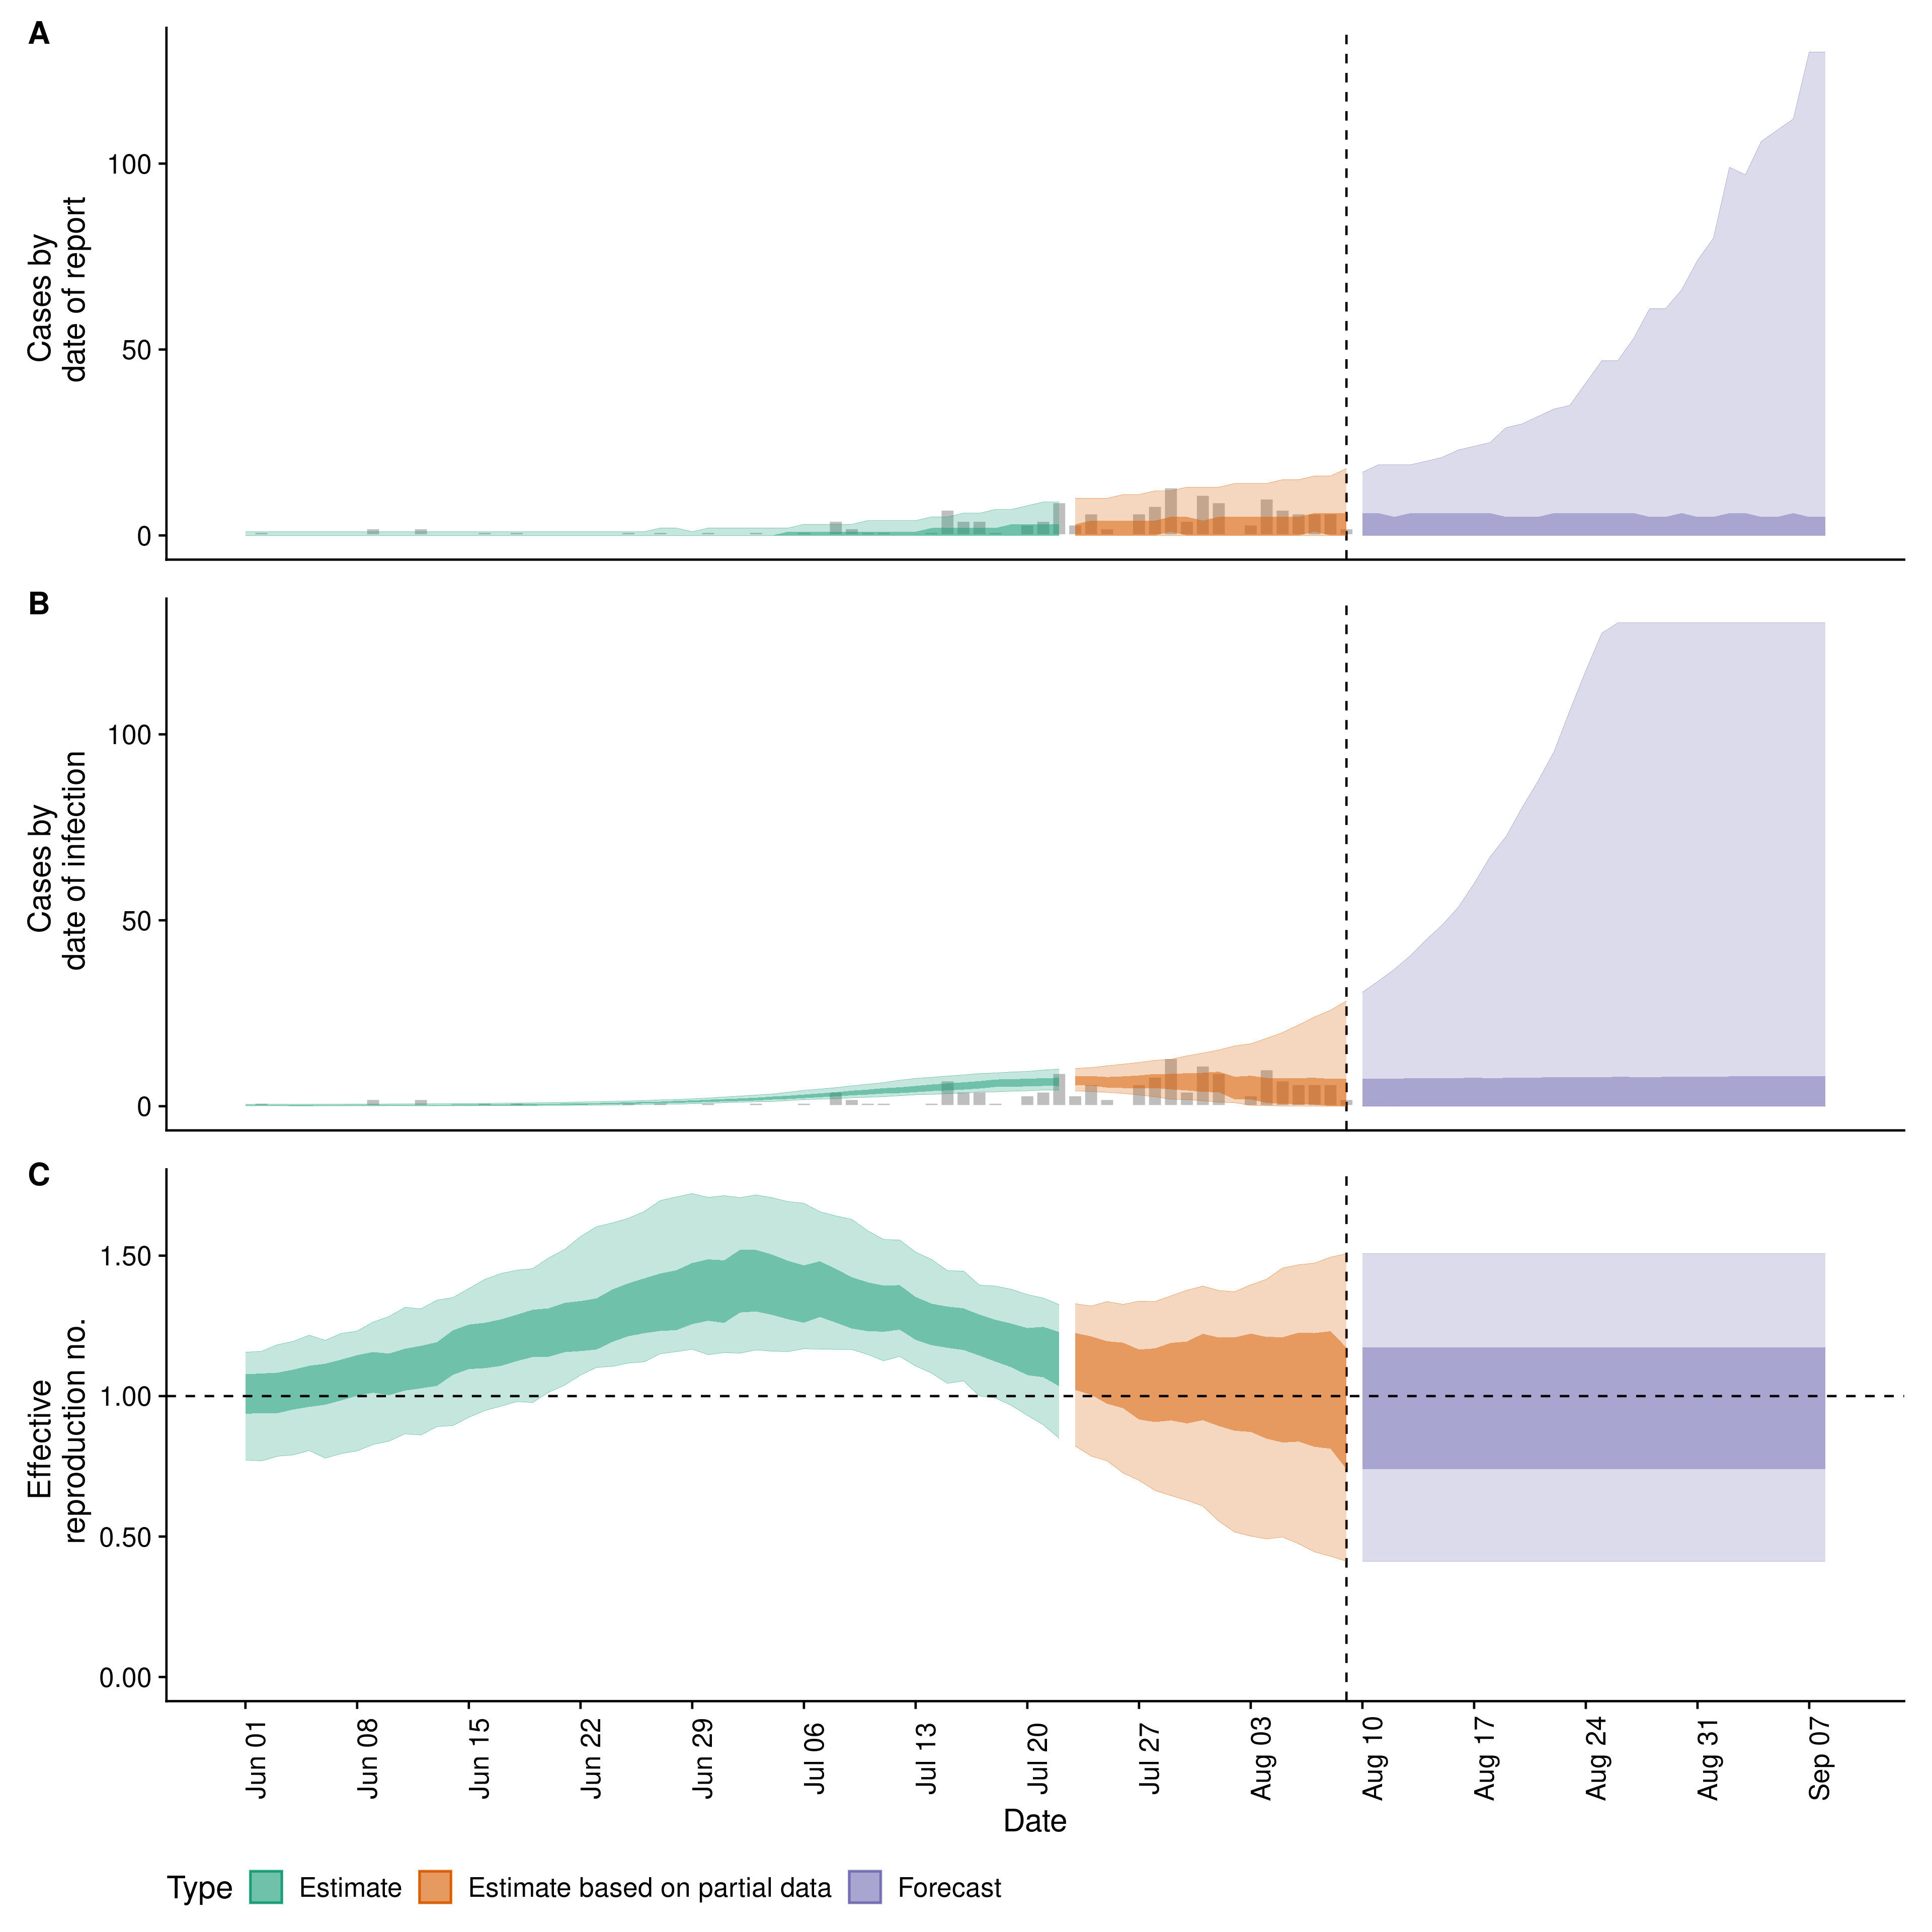 A
Cases by
date of report
100
50
0
B
Cases by
date of infection
100
50
0
C
Effective
reproduction no.
1.50
1.00
0.50
0.00
Jun 01
Jun 08
Jun 15
Jun 22
Jun 29
Jul 06
Jul 13
Jul 20
Jul 27
Aug 03
Aug 10
Aug 17
Aug 24
Aug 31
Sep 07
Date
Type Estimate Estimate based on partial data Forecast